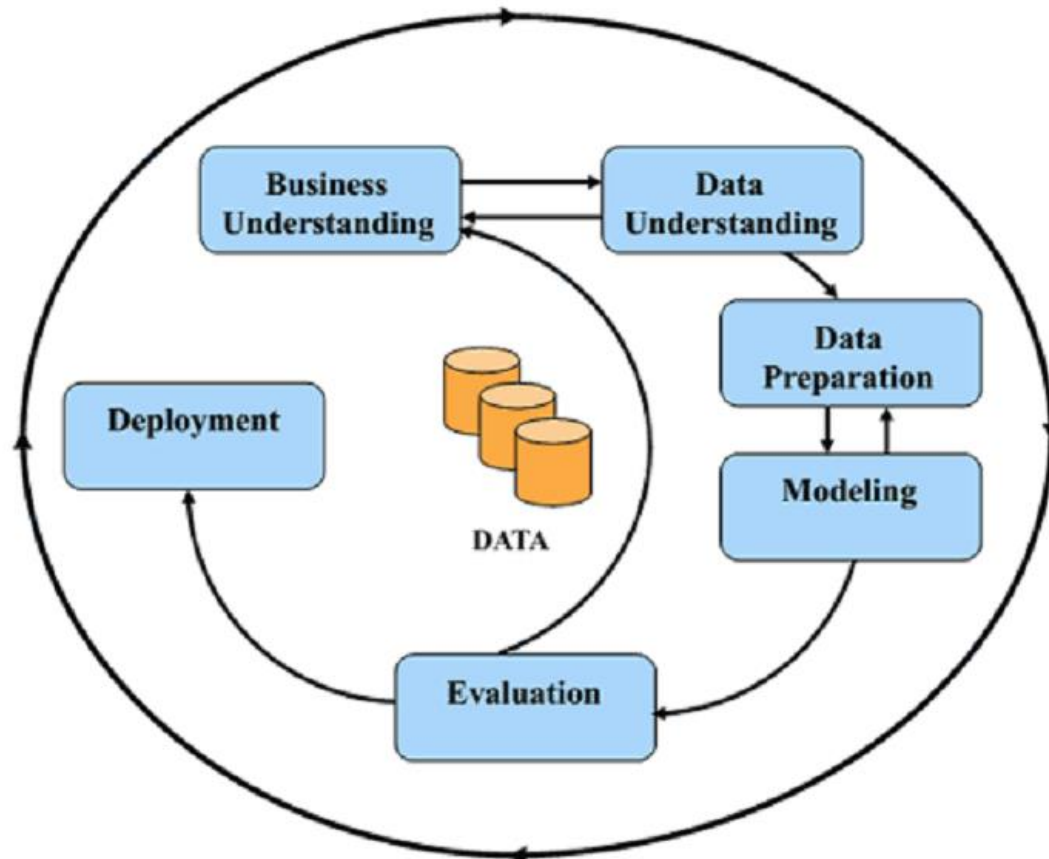 Business
Understanding
Data
Understanding
Data
Preparation
Deployment
Modeling
DATA
Evaluation